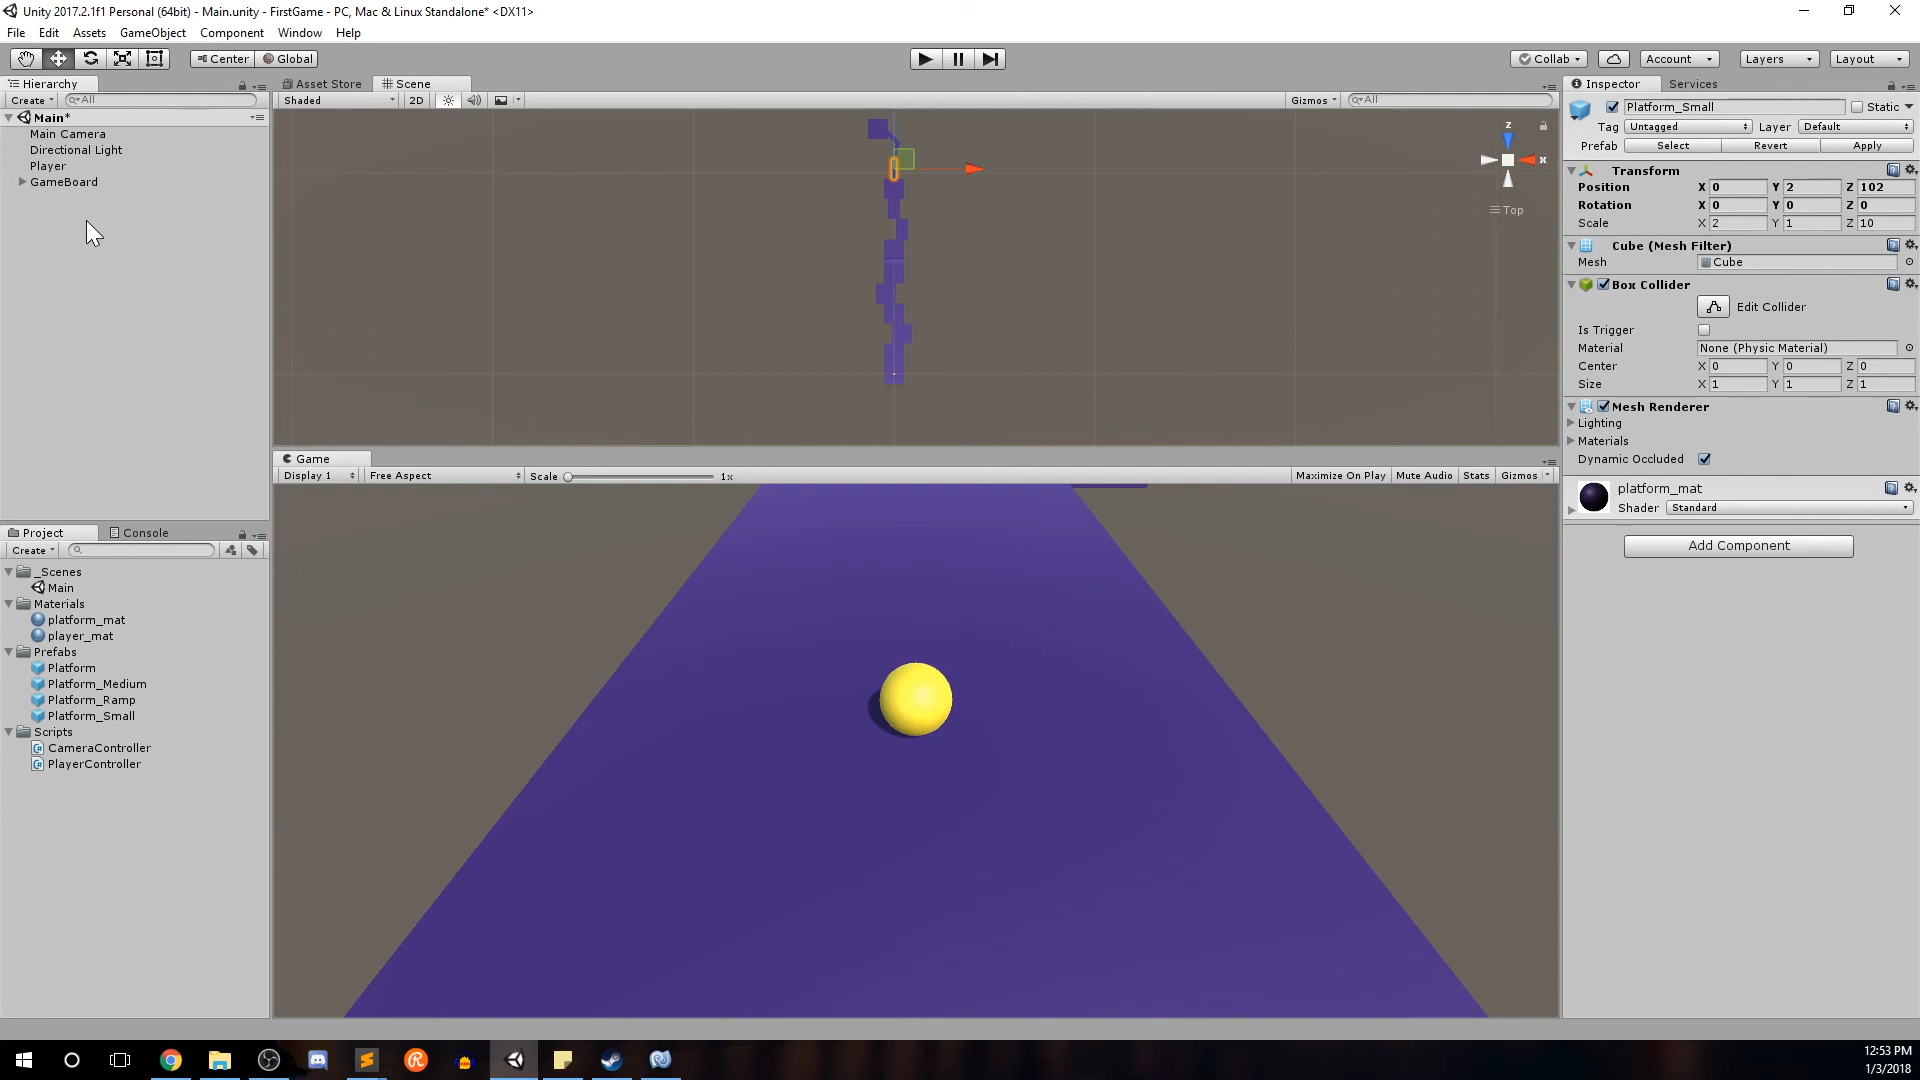 Unity 2017.2.1f1 Personal (64bit) - Main.unity - FirstGame - PC, Mac & Linux Standalone* <DX11>
File Edit Assets GameObject Component Window Help
Center Global Collab Account Layers Layout
Hierarchy
Create All
Main*
Main Camera
Directional Light
Player
GameBoard
Asset Store Scene
Shaded 2D Gizmos All
z
x
Top
Game
Display 1 Free Aspect Scale 1x Maximize On Play Mute Audio Stats Gizmos
Project Console
Create
_Scenes
Main
Materials
platform_mat
player_mat
Prefabs
Platform
Platform_Medium
Platform_Ramp
Platform_Small
Scripts
CameraController
PlayerController
Inspector Services
Platform_Small Static
Tag Untagged Layer Default
Prefab Select Revert Apply
Transform
Position X 0 Y 2 Z 102
Rotation X 0 Y 0 Z 0
Scale X 2 Y 1 Z 10
Cube (Mesh Filter)
Mesh Cube
Box Collider
Edit Collider
Is Trigger
Material None (Physic Material)
Center X 0 Y 0 Z 0
Size X 1 Y 1 Z 1
Mesh Renderer
Lighting
Materials
Dynamic Occluded
platform_mat
Shader Standard
Add Component
12:53 PM
1/3/2018